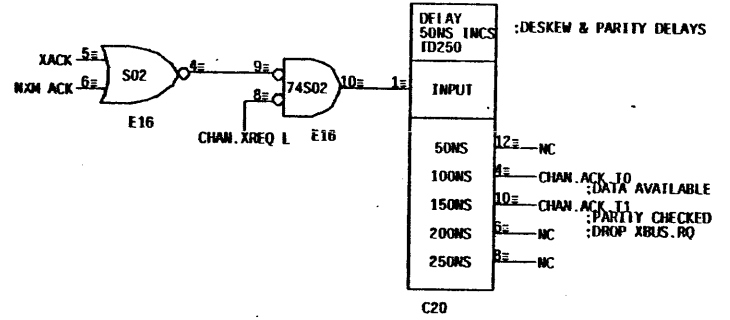 DELAY
50NS INCS
TD250
;DESKEW & PARITY DELAYS
XACK 5
NXM ACK 6
S02
4
E16
9
8
74S02
10
E16
CHAN.XREQ L
1
INPUT
50NS 12 NC
100NS 4 CHAN.ACK T0
;DATA AVAILABLE
150NS 10 CHAN.ACK T1
;PARITY CHECKED
200NS 6 NC
;DROP XBUS.RQ
250NS 8 NC
C20